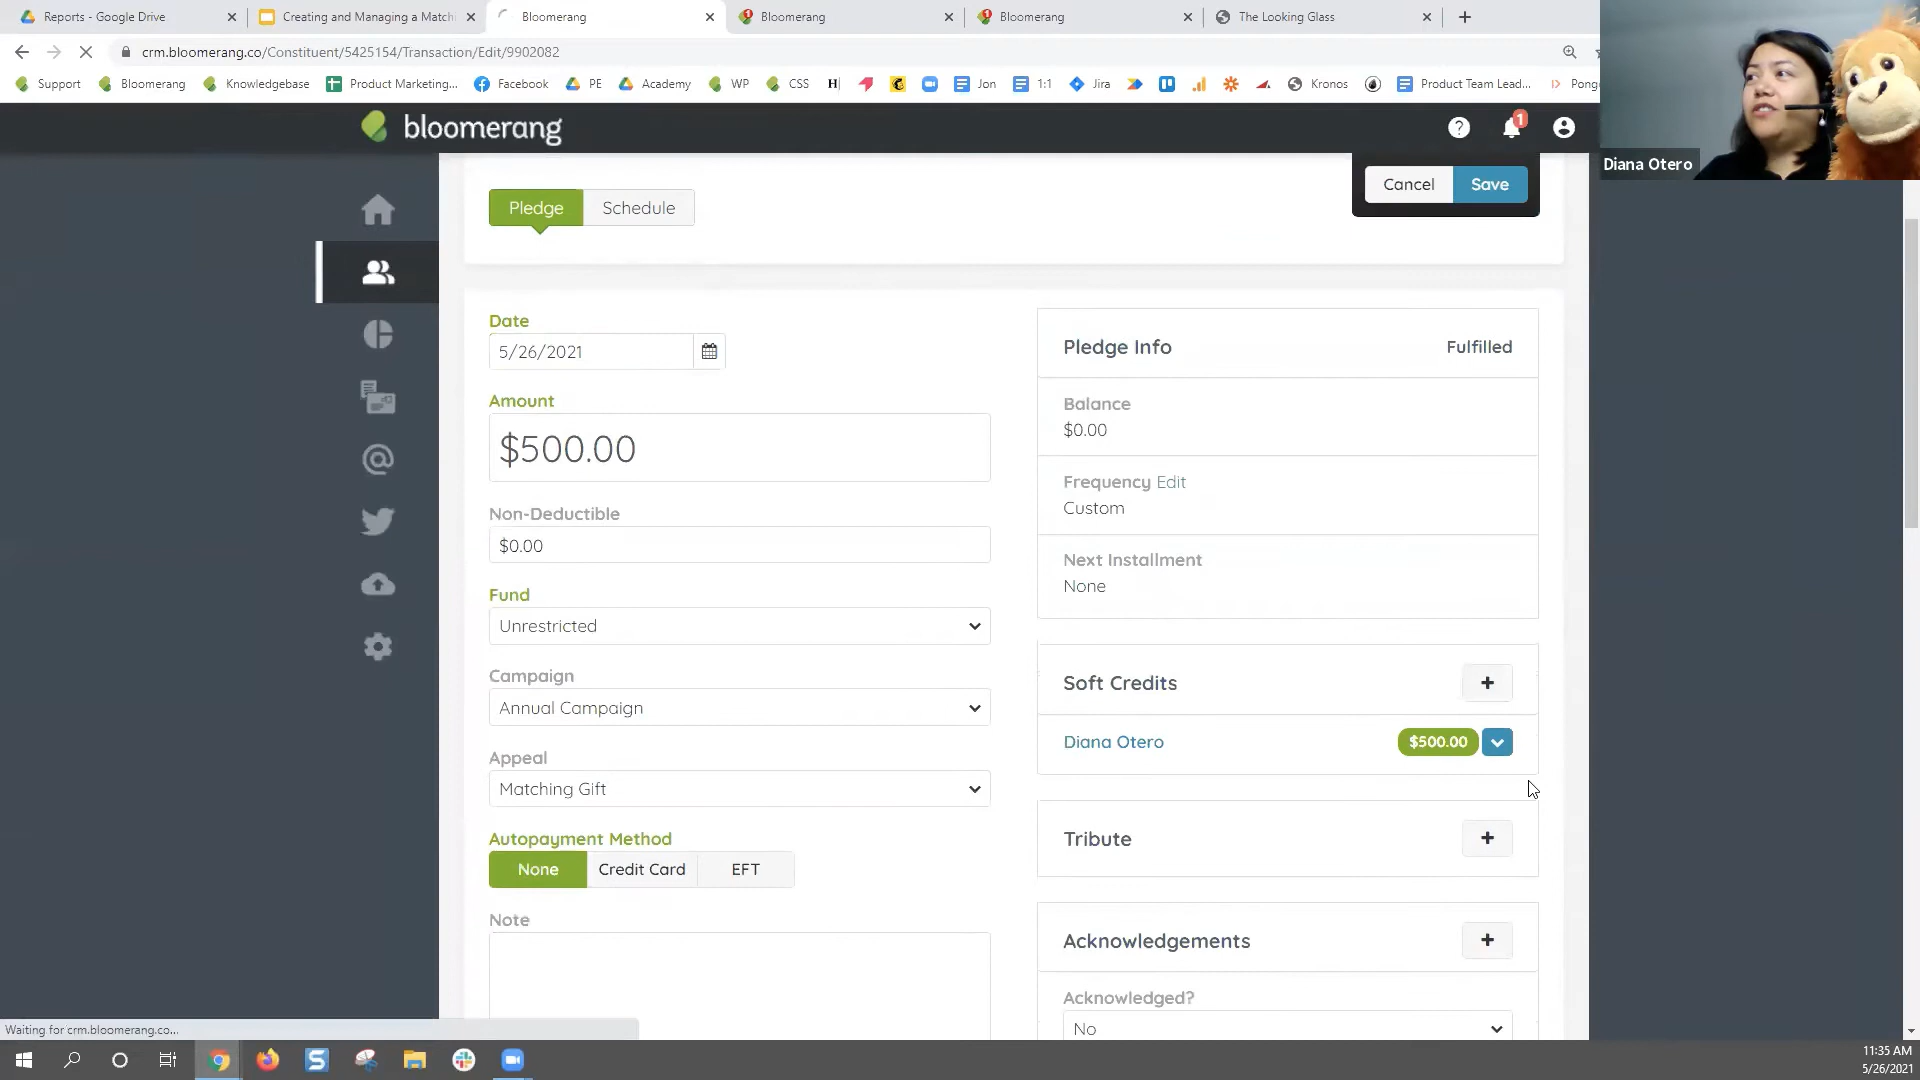 Reports - Google Drive
Creating and Managing a Matchi
Bloomerang
Bloomerang
Bloomerang
The Looking Glass
crm.bloomerang.co/Constituent/5425154/Transaction/Edit/9902082
Support
Bloomerang
Knowledgebase
Product Marketing...
Facebook
PE
Academy
WP
CSS
H
Jon
1:1
Jira
Kronos
Product Team Lead...
Pong
Diana Otero
bloomerang
1
Cancel
Save
Pledge
Schedule
Date
5/26/2021
Amount
$500.00
Non-Deductible
$0.00
Fund
Unrestricted
Campaign
Annual Campaign
Appeal
Matching Gift
Autopayment Method
None
Credit Card
EFT
Note
Pledge Info
Fulfilled
Balance
$0.00
Frequency Edit
Custom
Next Installment
None
Soft Credits
Diana Otero
$500.00
Tribute
Acknowledgements
Acknowledged?
No
Waiting for crm.bloomerang.co...
11:35 AM
5/26/2021